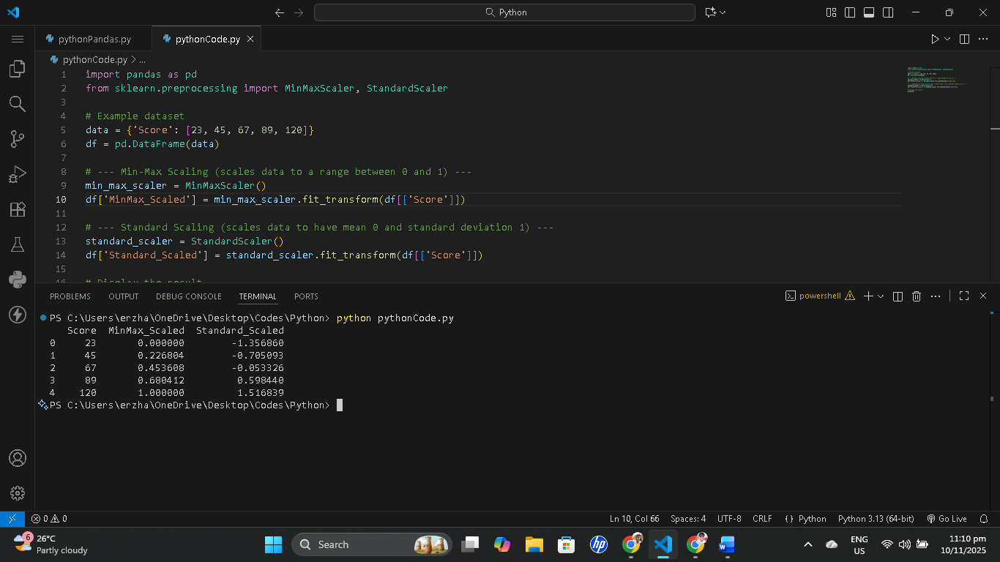 Python
pythonPandas.py
pythonCode.py
pythonCode.py > ...
1 import pandas as pd
2 from sklearn.preprocessing import MinMaxScaler, StandardScaler
3
4 # Example dataset
5 data = {'Score': [23, 45, 67, 89, 120]}
6 df = pd.DataFrame(data)
7
8 # --- Min-Max Scaling (scales data to a range between 0 and 1) ---
9 min_max_scaler = MinMaxScaler()
10 df['MinMax_Scaled'] = min_max_scaler.fit_transform(df[['Score']])
11
12 # --- Standard Scaling (scales data to have mean 0 and standard deviation 1) ---
13 standard_scaler = StandardScaler()
14 df['Standard_Scaled'] = standard_scaler.fit_transform(df[['Score']])
15
16 # Display the result
PROBLEMS OUTPUT DEBUG CONSOLE TERMINAL PORTS powershell
PS C:\Users\erzha\OneDrive\Desktop\Codes\Python> python pythonCode.py
Score MinMax_Scaled Standard_Scaled
0 23 0.000000 -1.356860
1 45 0.226804 -0.705093
2 67 0.453608 -0.053326
3 89 0.680412 0.598440
4 120 1.000000 1.516839
PS C:\Users\erzha\OneDrive\Desktop\Codes\Python>
0 0 Ln 10, Col 66 Spaces: 4 UTF-8 CRLF {} Python Python 3.13 (64-bit) Go Live
6 26°C
Partly cloudy
Search
hp
ENG
US
11:10 pm
10/11/2025